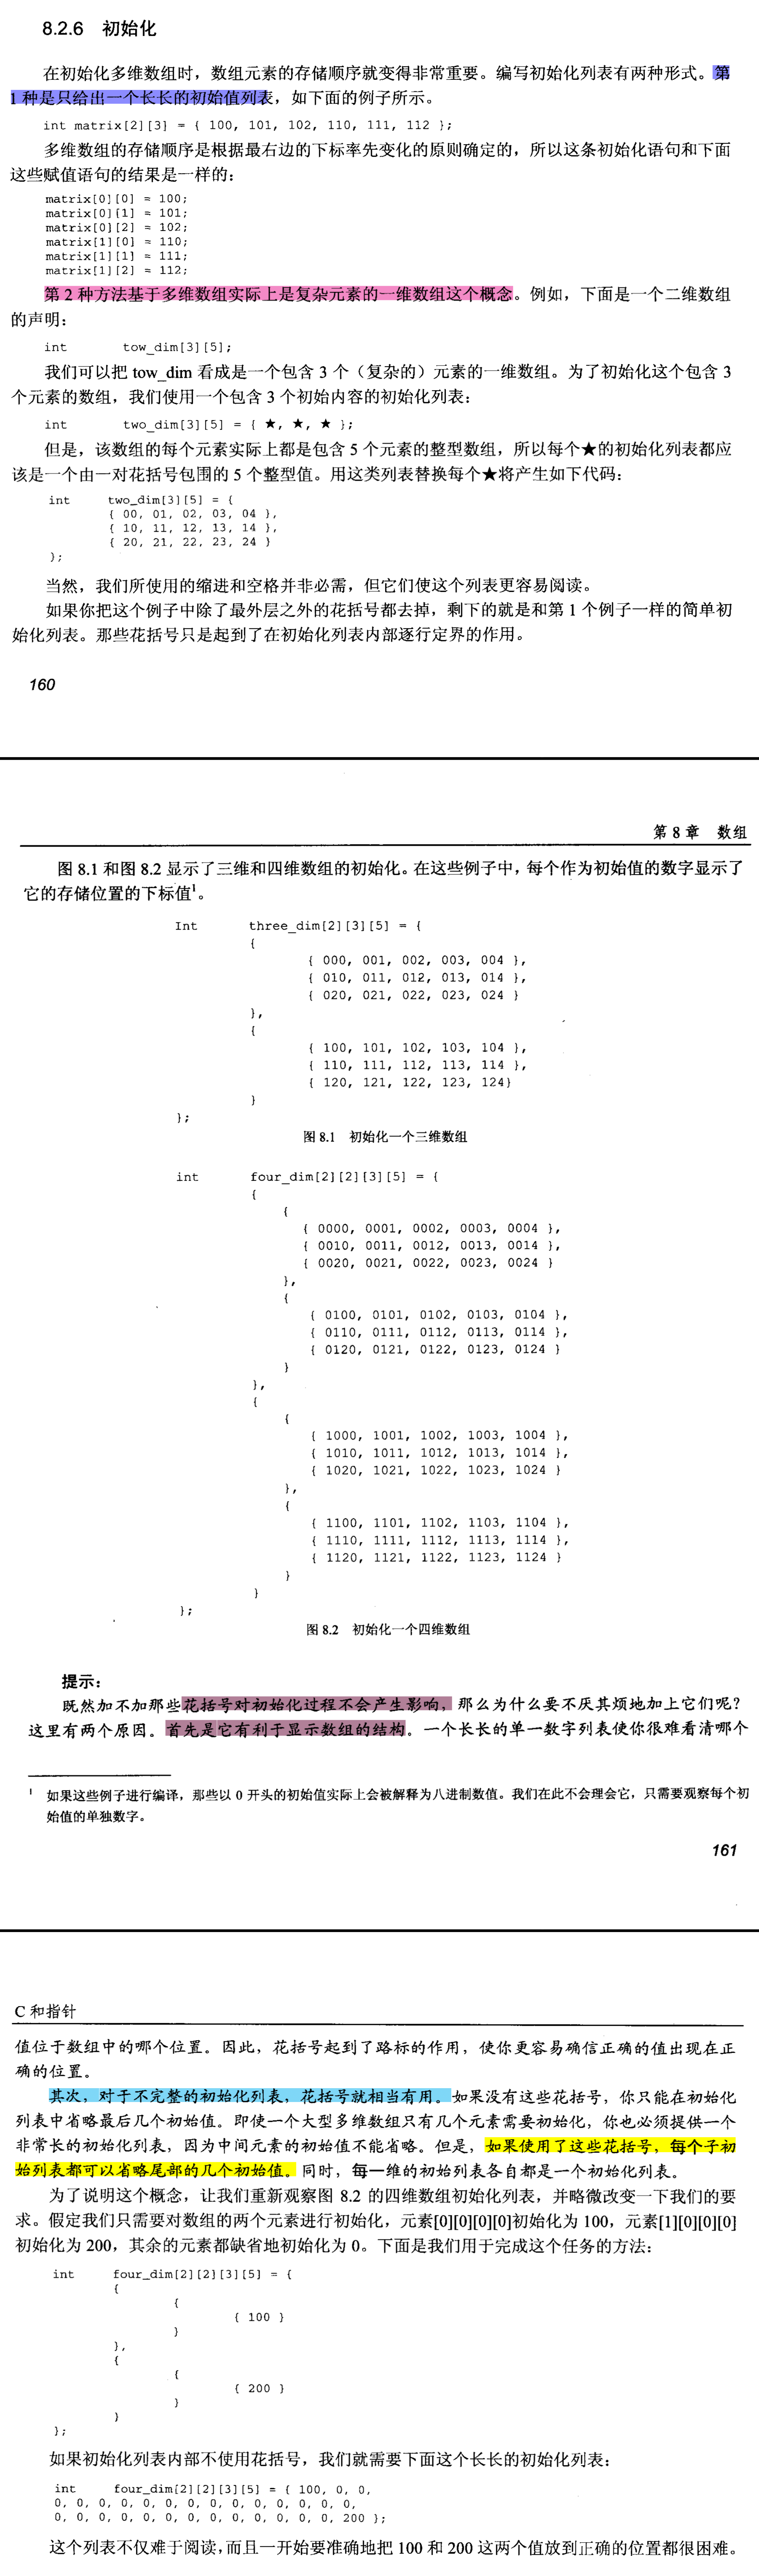 8.2.6 初始化
在初始化多维数组时，数组元素的存储顺序就变得非常重要。编写初始化列表有两种形式。第
1 种是只给出一个长长的初始值列表，如下面的例子所示。
int matrix[2][3] = { 100, 101, 102, 110, 111, 112 };
多维数组的存储顺序是根据最右边的下标率先变化的原则确定的，所以这条初始化语句和下面
这些赋值语句的结果是一样的：
matrix[0][0] = 100;
matrix[0][1] = 101;
matrix[0][2] = 102;
matrix[1][0] = 110;
matrix[1][1] = 111;
matrix[1][2] = 112;
第 2 种方法基于多维数组实际上是复杂元素的一维数组这个概念。例如，下面是一个二维数组
的声明：
int tow_dim[3][5];
我们可以把 tow_dim 看成是一个包含 3 个（复杂的）元素的一维数组。为了初始化这个包含 3
个元素的数组，我们使用一个包含 3 个初始内容的初始化列表：
int two_dim[3][5] = { ★, ★, ★ };
但是，该数组的每个元素实际上都是包含 5 个元素的整型数组，所以每个★的初始化列表都应
该是一个由一对花括号包围的 5 个整型值。用这类列表替换每个★将产生如下代码：
int two_dim[3][5] = {
{ 00, 01, 02, 03, 04 },
{ 10, 11, 12, 13, 14 },
{ 20, 21, 22, 23, 24 }
};
当然，我们所使用的缩进和空格并非必需，但它们使这个列表更容易阅读。
如果你把这个例子中除了最外层之外的花括号都去掉，剩下的就是和第 1 个例子一样的简单初
始化列表。那些花括号只是起到了在初始化列表内部逐行定界的作用。
160
第 8 章 数组
图 8.1 和图 8.2 显示了三维和四维数组的初始化。在这些例子中，每个作为初始值的数字显示了
它的存储位置的下标值1。
Int three_dim[2][3][5] = {
{
{ 000, 001, 002, 003, 004 },
{ 010, 011, 012, 013, 014 },
{ 020, 021, 022, 023, 024 }
},
{
{ 100, 101, 102, 103, 104 },
{ 110, 111, 112, 113, 114 },
{ 120, 121, 122, 123, 124}
}
};
图 8.1 初始化一个三维数组
int four_dim[2][2][3][5] = {
{
{
{ 0000, 0001, 0002, 0003, 0004 },
{ 0010, 0011, 0012, 0013, 0014 },
{ 0020, 0021, 0022, 0023, 0024 }
},
{
{ 0100, 0101, 0102, 0103, 0104 },
{ 0110, 0111, 0112, 0113, 0114 },
{ 0120, 0121, 0122, 0123, 0124 }
}
},
{
{
{ 1000, 1001, 1002, 1003, 1004 },
{ 1010, 1011, 1012, 1013, 1014 },
{ 1020, 1021, 1022, 1023, 1024 }
},
{
{ 1100, 1101, 1102, 1103, 1104 },
{ 1110, 1111, 1112, 1113, 1114 },
{ 1120, 1121, 1122, 1123, 1124 }
}
}
};
图 8.2 初始化一个四维数组
提示：
既然加不加那些花括号对初始化过程不会产生影响，那么为什么要不厌其烦地加上它们呢？
这里有两个原因。首先是它有利于显示数组的结构。一个长长的单一数字列表使你很难看清哪个
1 如果这些例子进行编译，那些以 0 开头的初始值实际上会被解释为八进制数值。我们在此不会理会它，只需要观察每个初
始值的单独数字。
161
C 和指针
值位于数组中的哪个位置。因此，花括号起到了路标的作用，使你更容易确信正确的值出现在正
确的位置。
其次，对于不完整的初始化列表，花括号就相当有用。如果没有这些花括号，你只能在初始化
列表中省略最后几个初始值。即使一个大型多维数组只有几个元素需要初始化，你也必须提供一个
非常长的初始化列表，因为中间元素的初始值不能省略。但是，如果使用了这些花括号，每个子初
始列表都可以省略尾部的几个初始值。同时，每一维的初始列表各自都是一个初始化列表。
为了说明这个概念，让我们重新观察图 8.2 的四维数组初始化列表，并略微改变一下我们的要
求。假定我们只需要对数组的两个元素进行初始化，元素[0][0][0][0]初始化为 100，元素[1][0][0][0]
初始化为 200，其余的元素都缺省地初始化为 0。下面是我们用于完成这个任务的方法：
int four_dim[2][2][3][5] = {
{
{
{ 100 }
}
},
{
{
{ 200 }
}
}
};
如果初始化列表内部不使用花括号，我们就需要下面这个长长的初始化列表：
int four_dim[2][2][3][5] = { 100, 0, 0,
0, 0, 0, 0, 0, 0, 0, 0, 0, 0, 0, 0, 0, 0,
0, 0, 0, 0, 0, 0, 0, 0, 0, 0, 0, 0, 0, 200 };
这个列表不仅难于阅读，而且一开始要准确地把 100 和 200 这两个值放到正确的位置都很困难。